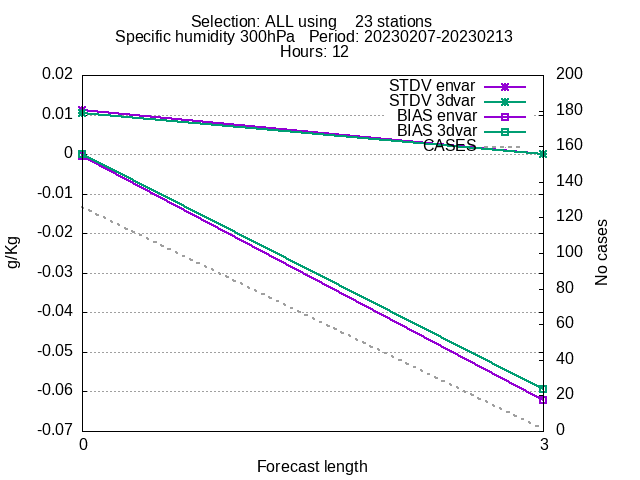 Selection: ALL using    23 stations
Specific humidity 300hPa   Period: 20230207-20230213
Hours: 12
0.02
0.01
0
-0.01
-0.02
-0.03
-0.04
-0.05
-0.06
-0.07
g/Kg
STDV envar
STDV 3dvar
BIAS envar
BIAS 3dvar
CASES
200
180
160
140
120
100
80
60
40
20
0
No cases
0
3
Forecast length